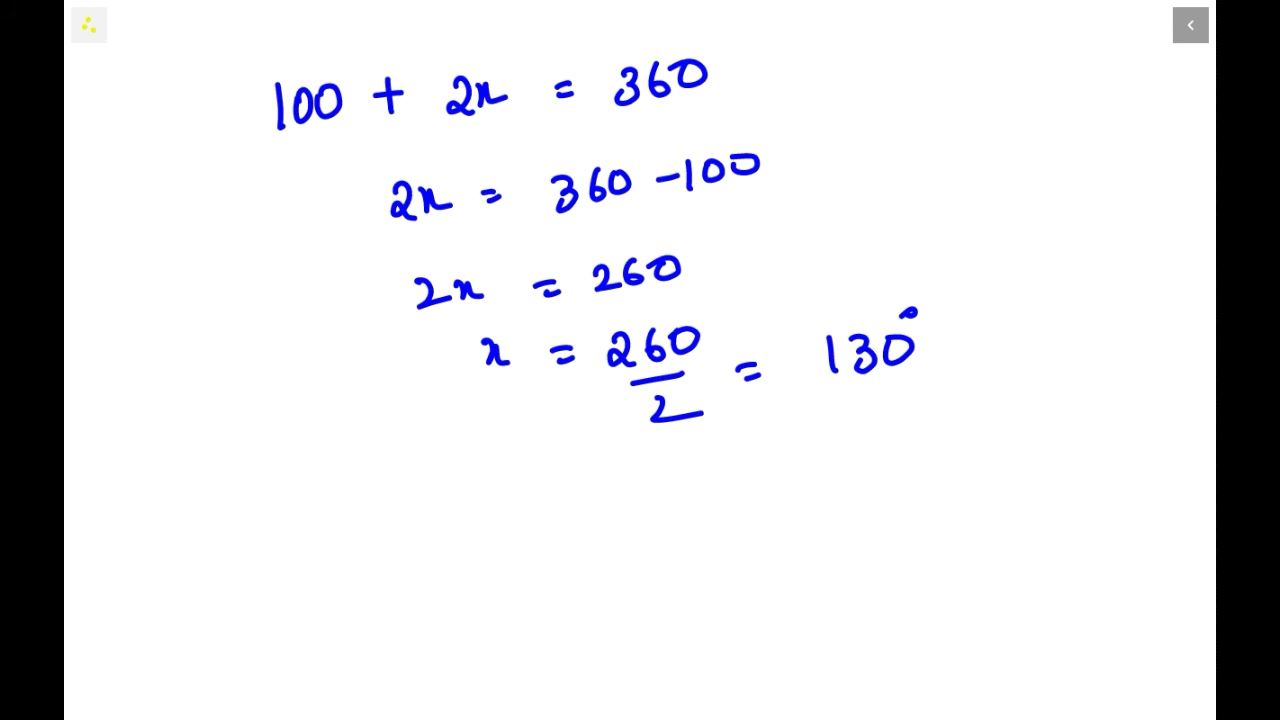 100 + 2x = 360
2x = 360 - 100
2x = 260
x = 260/2 = 130°